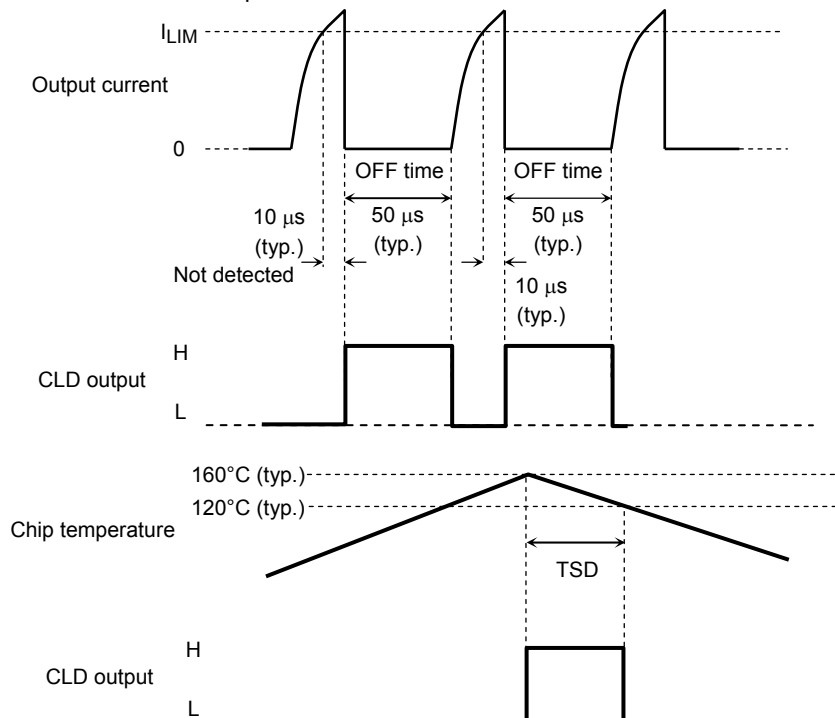 I_LIM
Output current
0
OFF time
OFF time
10 μs
(typ.)
50 μs
(typ.)
50 μs
(typ.)
Not detected
10 μs
(typ.)
H
CLD output
L
160°C (typ.)
120°C (typ.)
Chip temperature
TSD
H
CLD output
L